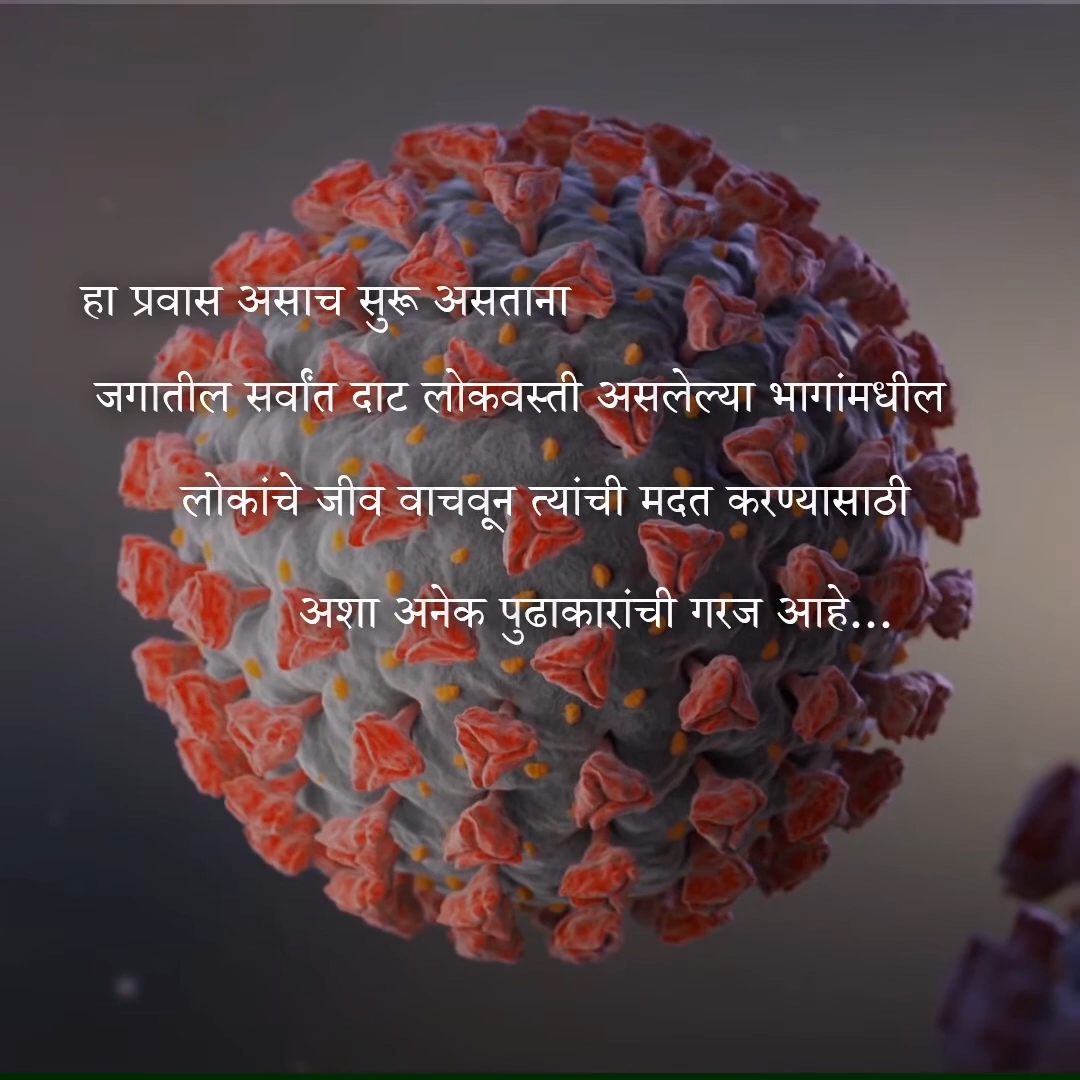 हा प्रवास असाच सुरू असताना
जगातील सर्वांत दाट लोकवस्ती असलेल्या भागांमधील
लोकांचे जीव वाचवून त्यांची मदत करण्यासाठी
अशा अनेक पुढाकारांची गरज आहे...